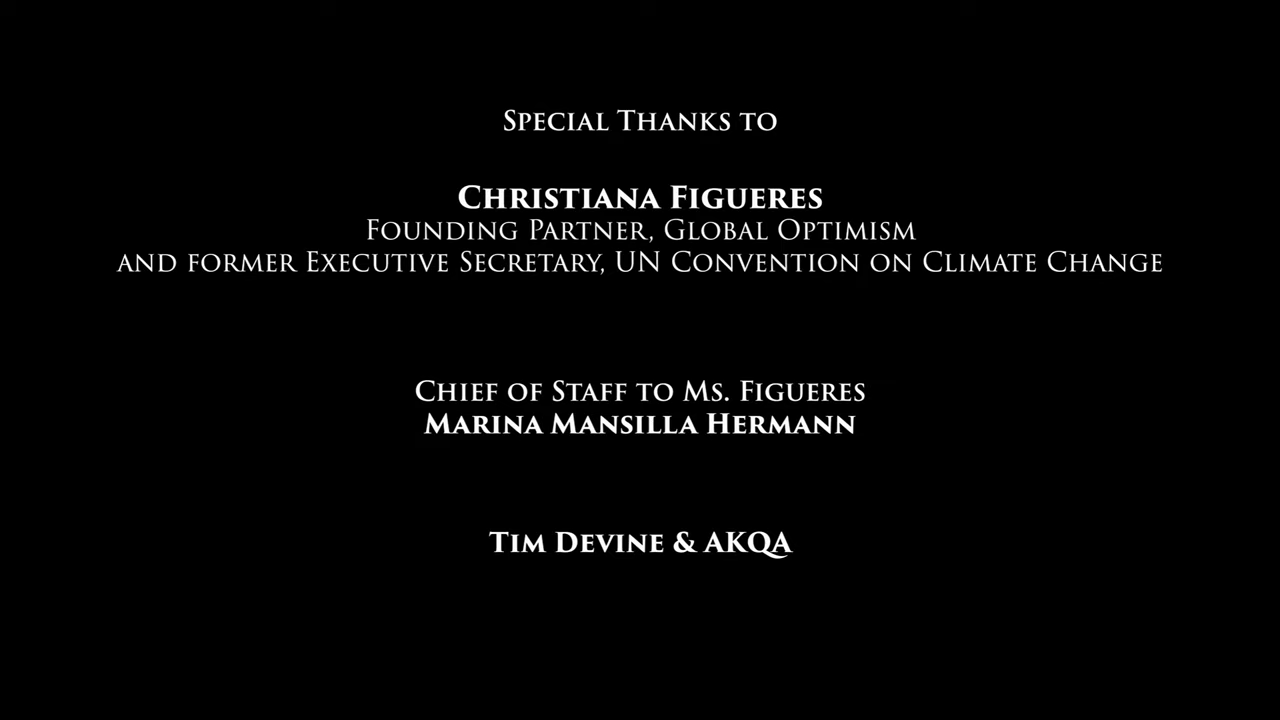 Special Thanks to
Christiana Figueres
Founding Partner, Global Optimism
and former Executive Secretary, UN Convention on Climate Change
Chief of Staff to Ms. Figueres
Marina Mansilla Hermann
Tim Devine & AKQA